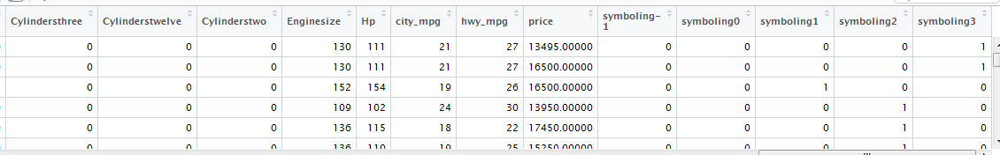 Cylindersthree Cylinderstwelve Cylinderstwo Enginesize Hp city_mpg hwy_mpg price symboling-1 symboling0 symboling1 symboling2 symboling3
0 0 0 130 111 21 27 13495.00000 0 0 0 0 1
0 0 0 130 111 21 27 16500.00000 0 0 0 0 1
0 0 0 152 154 19 26 16500.00000 0 0 1 0 0
0 0 0 109 102 24 30 13950.00000 0 0 0 1 0
0 0 0 136 115 18 22 17450.00000 0 0 0 1 0
0 0 0 136 110 19 25 15250.00000 0 0 0 1 0